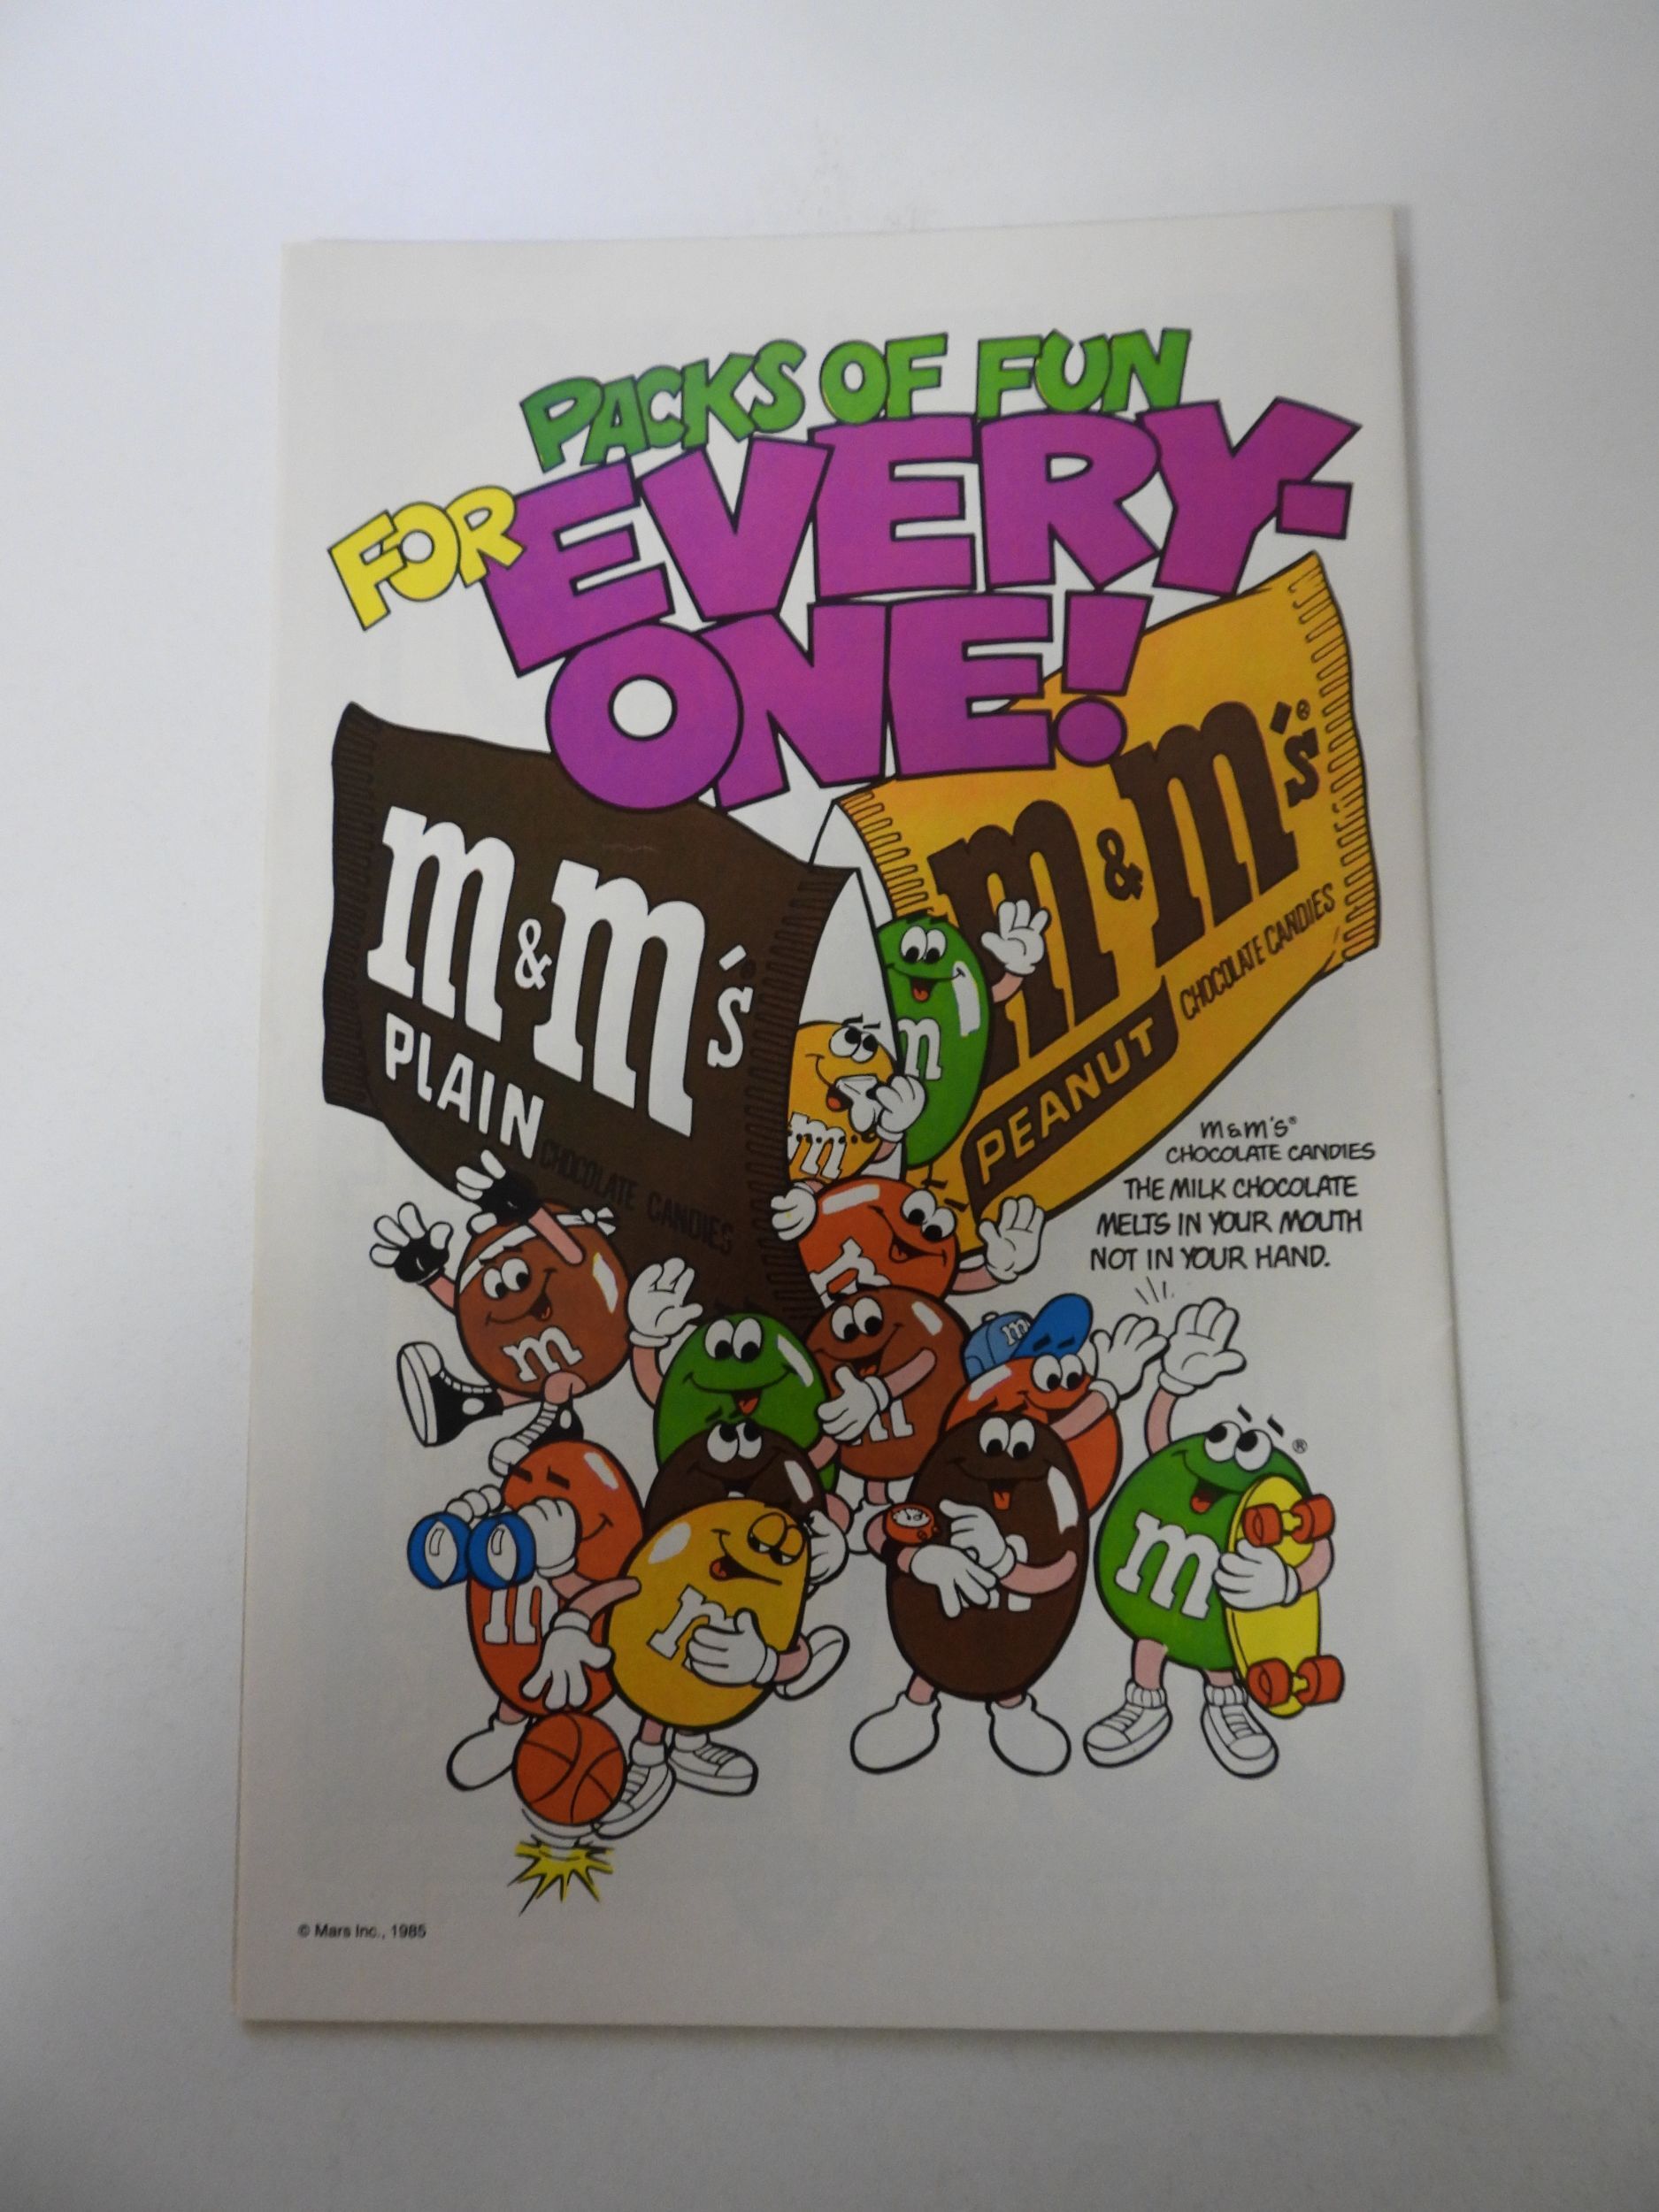 PACKS OF FUN
FOR EVERY-
ONE!
m&m's
PLAIN
CHOCOLATE CANDIES
m&m's®
PEANUT
CHOCOLATE CANDIES
m&m's®
CHOCOLATE CANDIES
THE MILK CHOCOLATE
MELTS IN YOUR MOUTH
NOT IN YOUR HAND.
m
m
m
m
m
m
m
m
m
m
®
© Mars Inc., 1985